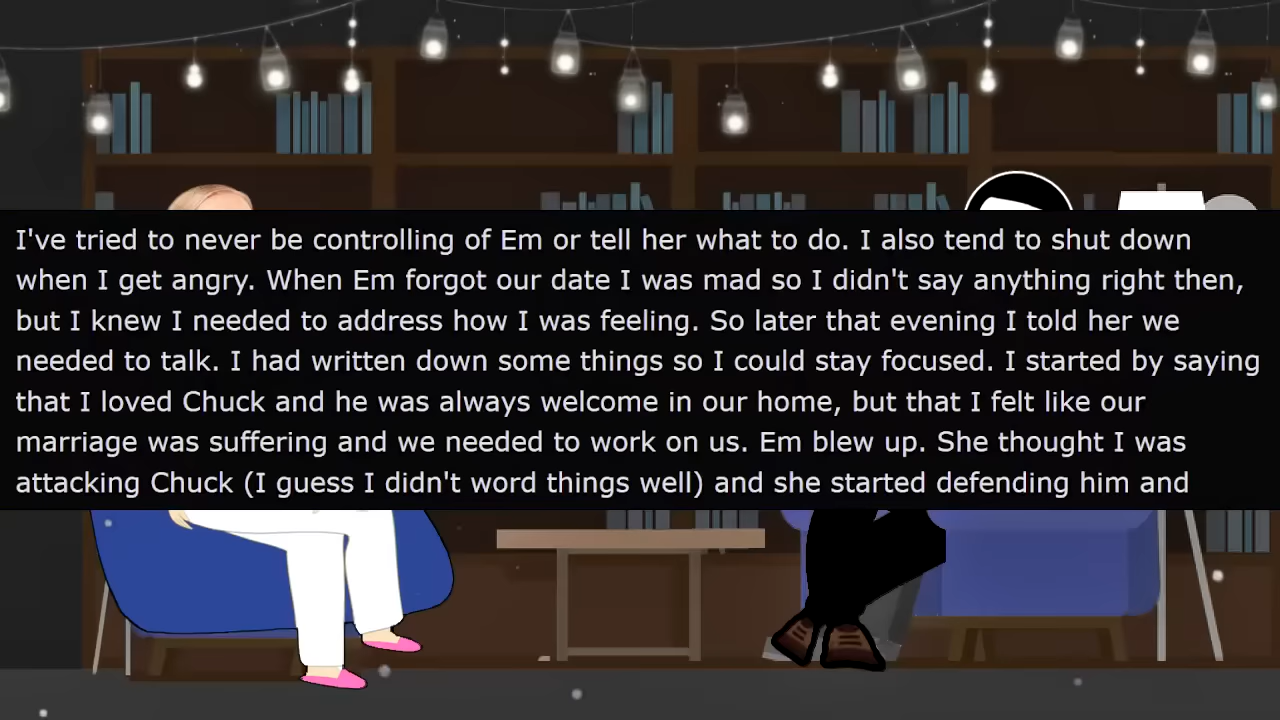 I've tried to never be controlling of Em or tell her what to do. I also tend to shut down
when I get angry. When Em forgot our date I was mad so I didn't say anything right then,
but I knew I needed to address how I was feeling. So later that evening I told her we
needed to talk. I had written down some things so I could stay focused. I started by saying
that I loved Chuck and he was always welcome in our home, but that I felt like our
marriage was suffering and we needed to work on us. Em blew up. She thought I was
attacking Chuck (I guess I didn't word things well) and she started defending him and